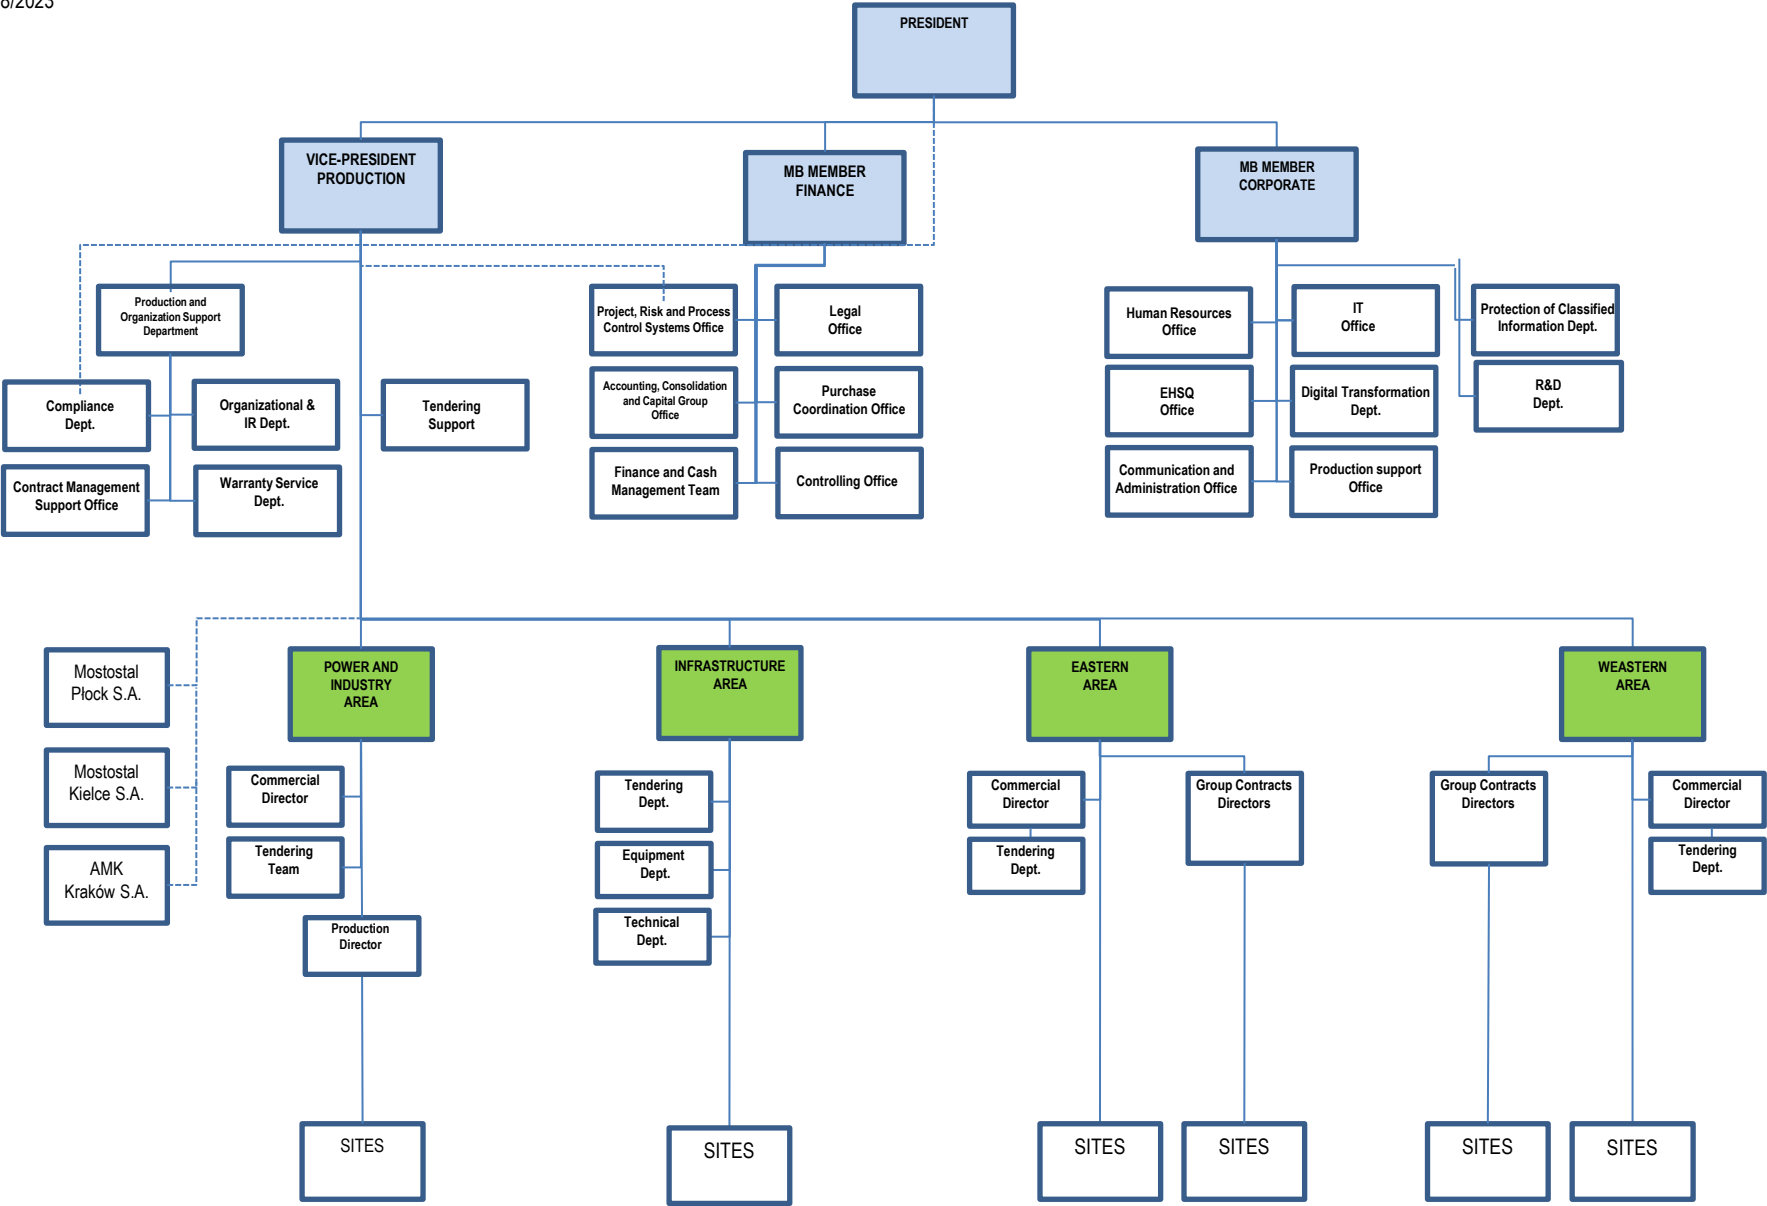 8/2023
PRESIDENT
VICE-PRESIDENT
PRODUCTION
MB MEMBER
FINANCE
MB MEMBER
CORPORATE
Production and
Organization Support
Department
Compliance
Dept.
Organizational &
IR Dept.
Contract Management
Support Office
Warranty Service
Dept.
Tendering
Support
Project, Risk and Process
Control Systems Office
Legal
Office
Accounting, Consolidation
and Capital Group
Office
Purchase
Coordination Office
Finance and Cash
Management Team
Controlling Office
Human Resources
Office
IT
Office
Protection of Classified
Information Dept.
EHSQ
Office
Digital Transformation
Dept.
R&D
Dept.
Communication and
Administration Office
Production support
Office
Mostostal
Płock S.A.
Mostostal
Kielce S.A.
AMK
Kraków S.A.
POWER AND
INDUSTRY
AREA
Commercial
Director
Tendering
Team
Production
Director
SITES
INFRASTRUCTURE
AREA
Tendering
Dept.
Equipment
Dept.
Technical
Dept.
SITES
EASTERN
AREA
Commercial
Director
Tendering
Dept.
Group Contracts
Directors
SITES
SITES
WEASTERN
AREA
Group Contracts
Directors
Commercial
Director
Tendering
Dept.
SITES
SITES